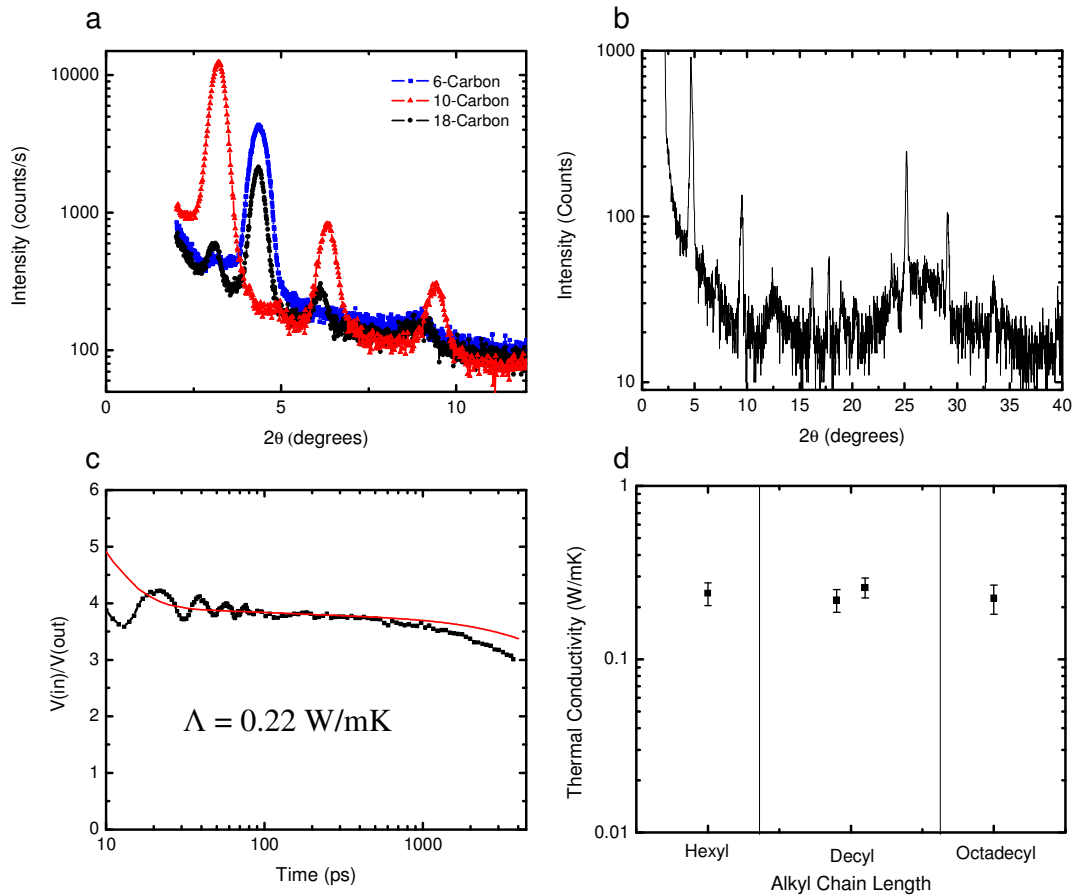 a
10000
1000
100
Intensity (counts/s)
6-Carbon
10-Carbon
18-Carbon
0
5
10
2θ (degrees)
b
1000
100
10
Intensity (Counts)
0
5
10
15
20
25
30
35
40
2θ (degrees)
c
6
5
4
3
2
1
0
V(in)/V(out)
Λ = 0.22 W/mK
10
100
1000
Time (ps)
d
1
0.1
0.01
Thermal Conductivity (W/mK)
Hexyl
Decyl
Octadecyl
Alkyl Chain Length